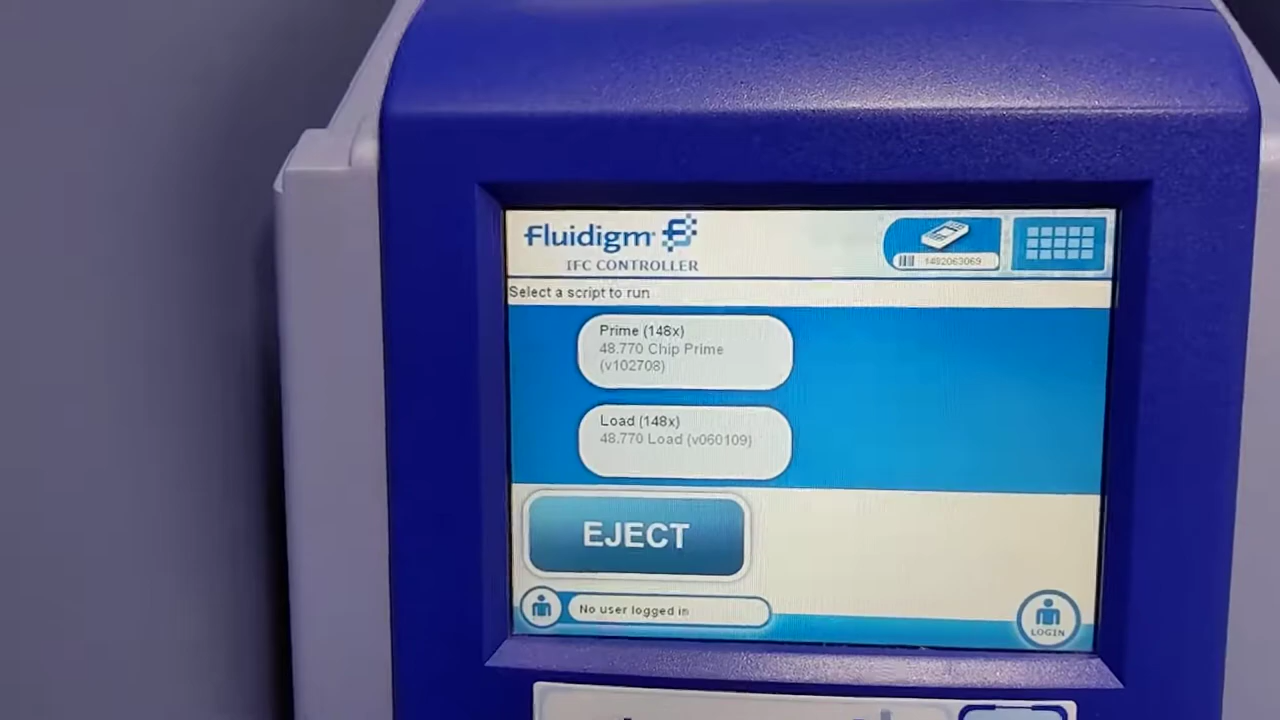 fluidigm
IFC CONTROLLER
1482063069
Select a script to run
Prime (148x)
48.770 Chip Prime
(v102708)
Load (148x)
48.770 Load (v060109)
EJECT
No user logged in
LOGIN